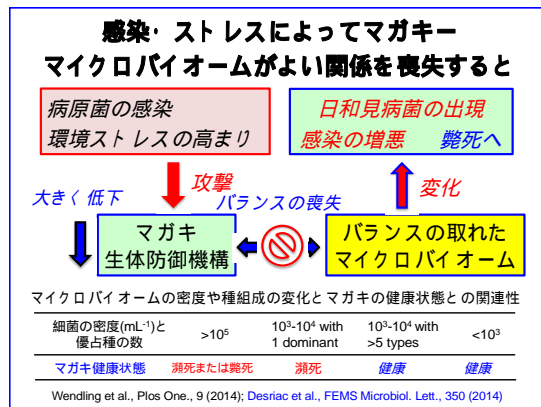 感染・ストレスによってマガキー
マイクロバイオームがよい関係を喪失すると
病原菌の感染
環境ストレスの高まり
日和見病菌の出現
感染の増悪 斃死へ
大きく低下
攻撃
バランスの喪失
変化
マガキ
生体防御機構
バランスの取れた
マイクロバイオーム
マイクロバイオームの密度や種組成の変化とマガキの健康状態との関連性
細菌の密度(mL⁻¹)と
優占種の数
>10⁵
10³-10⁴ with
1 dominant
10³-10⁴ with
>5 types
<10³
マガキ健康状態 瀕死または斃死 瀕死 健康 健康
Wendling et al., Plos One., 9 (2014); Desriac et al., FEMS Microbiol. Lett., 350 (2014)